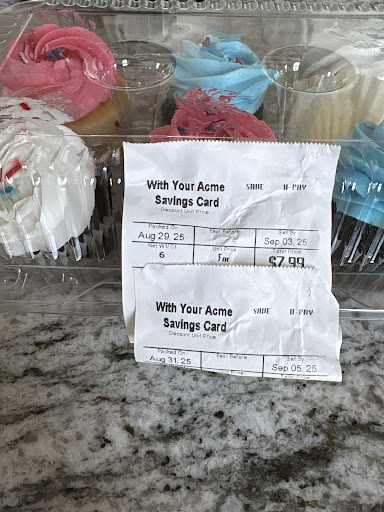 With Your Acme SAVE U-PAY
Savings Card
Discount Unit Price
Packed On Best Before Sell By
Aug 29, 25 Sep 03, 25
Net Wt/Ct Unit Price Total Price
6 For $7.99
With Your Acme SAVE U-PAY
Savings Card
Discount Unit Price
Packed On Best Before Sell By
Aug 31, 25 Sep 05, 25